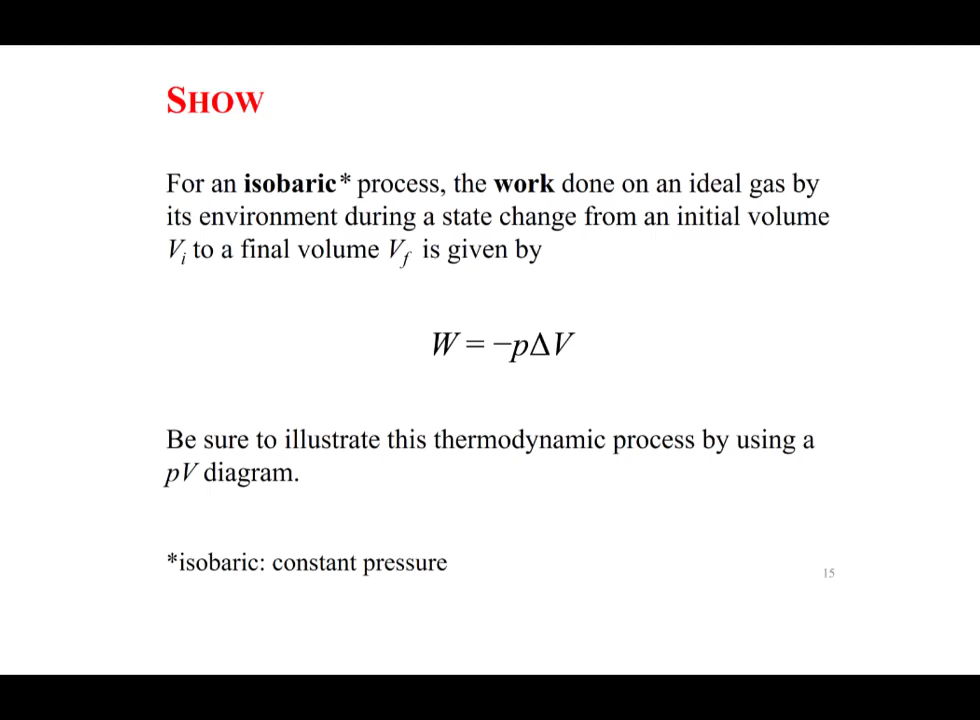 SHOW
For an isobaric* process, the work done on an ideal gas by
its environment during a state change from an initial volume
Vi to a final volume Vf is given by
W = −pΔV
Be sure to illustrate this thermodynamic process by using a
pV diagram.
*isobaric: constant pressure
15